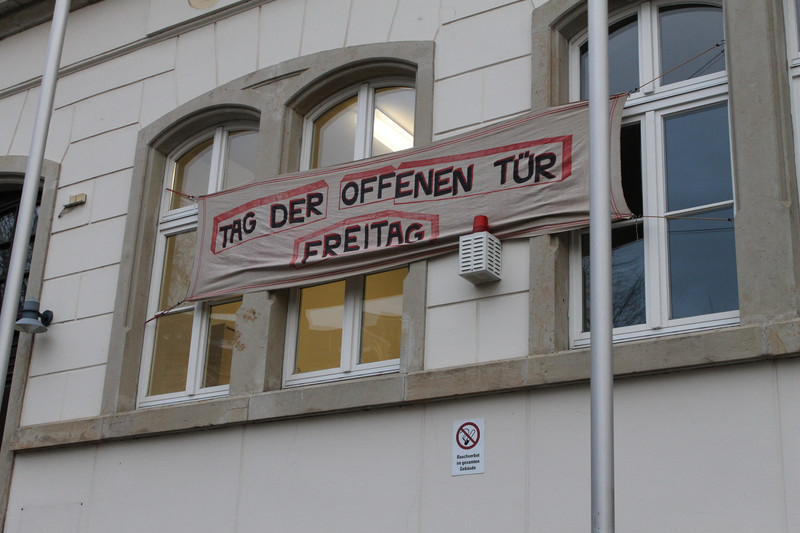 TAG DER OFFENEN TÜR
FREITAG
Rauchverbot
im gesamten
Gebäude